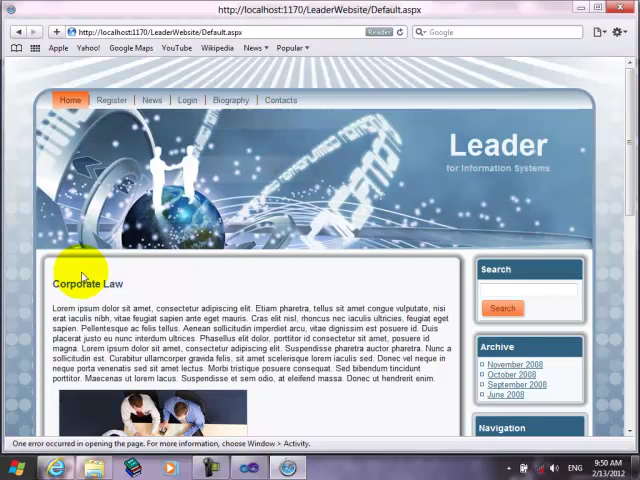 http://localhost:1170/LeaderWebsite/Default.aspx
http://localhost:1170/LeaderWebsite/Default.aspx
Reader
Google
Apple Yahoo! Google Maps YouTube Wikipedia News Popular
Home Register News Login Biography Contacts
Leader
for Information Systems
Corporate Law
Lorem ipsum dolor sit amet, consectetur adipiscing elit. Etiam pharetra, tellus sit amet congue vulputate, nisi
erat iaculis nibh, vitae feugiat sapien ante eget mauris. Cras elit nisl, rhoncus nec iaculis ultricies, feugiat eget
sapien. Pellentesque ac felis tellus. Aenean sollicitudin imperdiet arcu, vitae dignissim est posuere id. Duis
placerat justo eu nunc interdum ultrices. Phasellus elit dolor, porttitor id consectetur sit amet, posuere id
magna. Lorem ipsum dolor sit amet, consectetur adipiscing elit. Suspendisse pharetra auctor pharetra. Nunc a
sollicitudin est. Curabitur ullamcorper gravida felis, sit amet scelerisque lorem iaculis sed. Donec vel neque in
neque porta venenatis sed sit amet lectus. Morbi tristique posuere consequat. Sed bibendum tincidunt
porttitor. Maecenas ut lorem lacus. Suspendisse et sem odio, at eleifend massa. Donec ut hendrerit enim.
Search
Search
Archive
November 2008
October 2008
September 2008
June 2008
Navigation
One error occurred in opening the page. For more information, choose Window > Activity.
ENG
9:50 AM
2/13/2012